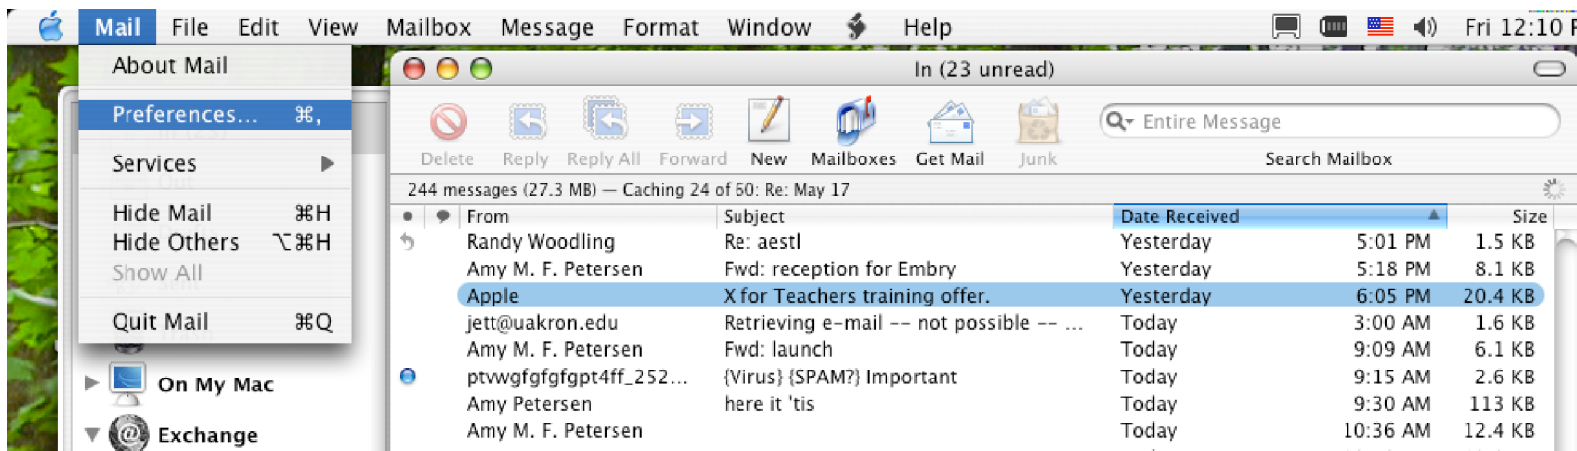 Mail File Edit View Mailbox Message Format Window Help Fri 12:10
About Mail
Preferences... ⌘,
Services
Hide Mail ⌘H
Hide Others ⌥⌘H
Show All
Quit Mail ⌘Q
On My Mac
Exchange
In (23 unread)
Delete Reply Reply All Forward New Mailboxes Get Mail Junk
Entire Message
Search Mailbox
244 messages (27.3 MB) — Caching 24 of 60: Re: May 17
From Subject Date Received Size
Randy Woodling Re: aestl Yesterday 5:01 PM 1.5 KB
Amy M. F. Petersen Fwd: reception for Embry Yesterday 5:18 PM 8.1 KB
Apple X for Teachers training offer. Yesterday 6:05 PM 20.4 KB
jett@uakron.edu Retrieving e-mail -- not possible -- ... Today 3:00 AM 1.6 KB
Amy M. F. Petersen Fwd: launch Today 9:09 AM 6.1 KB
ptvwgfgfgfgpt4ff_252... {Virus} {SPAM?} Important Today 9:15 AM 2.6 KB
Amy Petersen here it 'tis Today 9:30 AM 113 KB
Amy M. F. Petersen Today 10:36 AM 12.4 KB